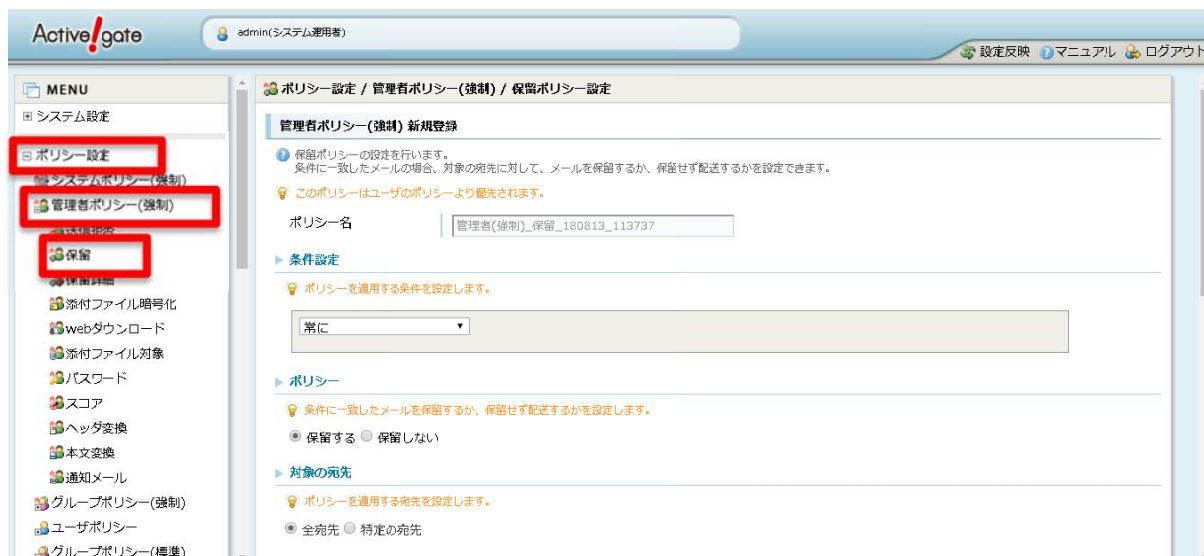 Active! gate
admin(システム運用者)
設定反映 マニュアル ログアウト
MENU
システム設定
ポリシー設定
システムポリシー(強制)
管理者ポリシー(強制)
保留
保留詳細
添付ファイル暗号化
webダウンロード
添付ファイル対象
パスワード
スコア
ヘッダ変換
本文変換
通知メール
グループポリシー(強制)
ユーザポリシー
グループポリシー(標準)
ポリシー設定 / 管理者ポリシー(強制) / 保留ポリシー設定
管理者ポリシー(強制) 新規登録
保留ポリシーの設定を行います。
条件に一致したメールの場合、対象の宛先に対して、メールを保留するか、保留せず配送するかを設定できます。
このポリシーはユーザのポリシーより優先されます。
ポリシー名
管理者(強制)_保留_180813_113737
条件設定
ポリシーを適用する条件を設定します。
常に
ポリシー
条件に一致したメールを保留するか、保留せず配送するかを設定します。
保留する 保留しない
対象の宛先
ポリシーを適用する宛先を設定します。
全宛先 特定の宛先